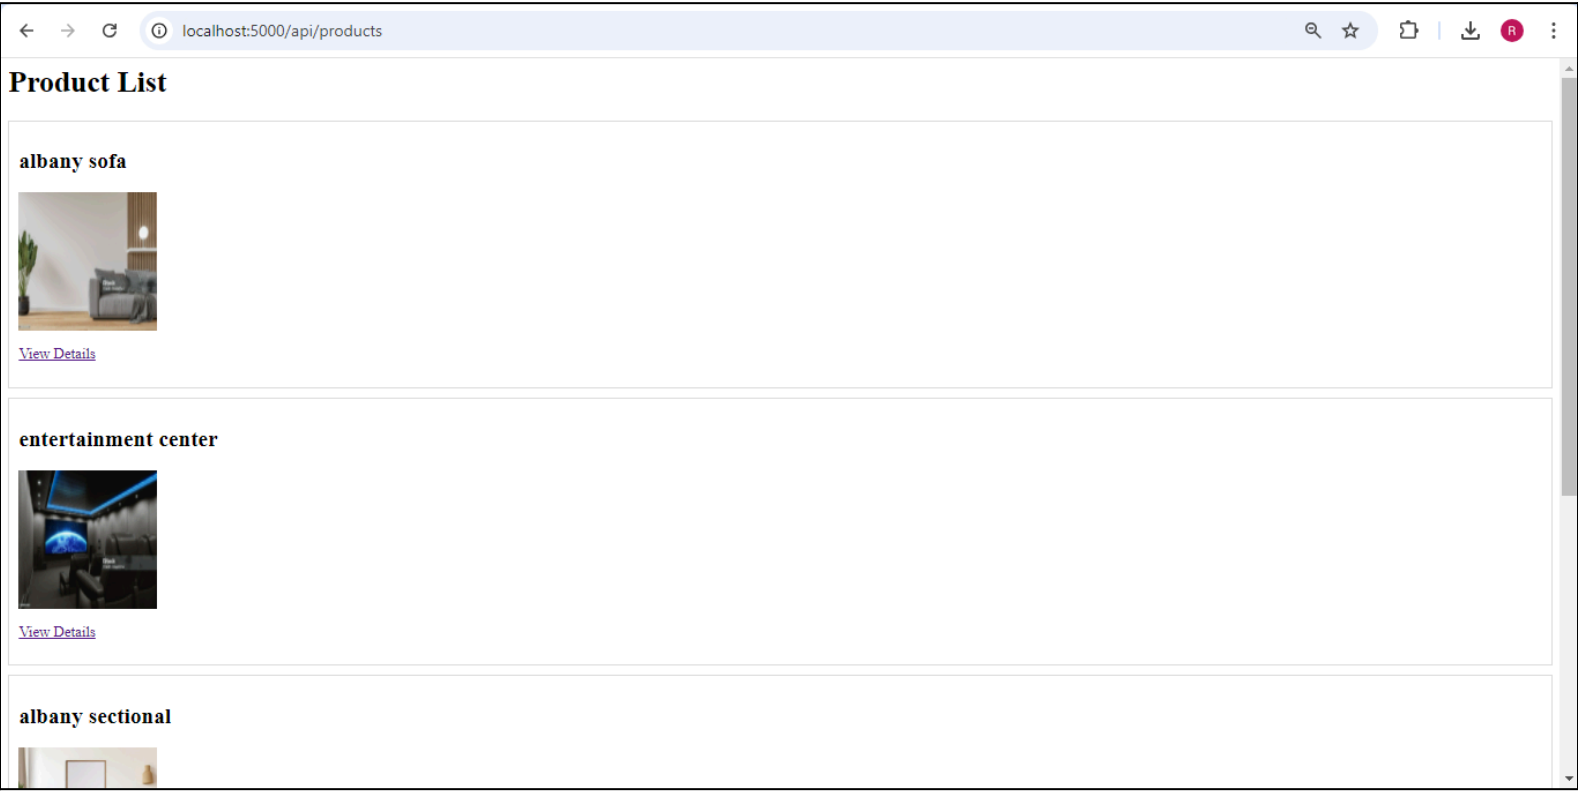 localhost:5000/api/products
R
Product List
albany sofa
View Details
entertainment center
View Details
albany sectional